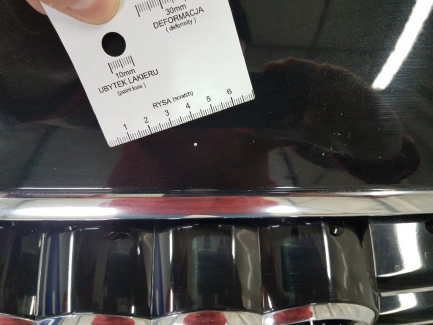 30mm
DEFORMACJA
(deformity)
10mm
UBYTEK LAKIERU
(paint loss)
RYSA (scratch)
1 2 3 4 5 6